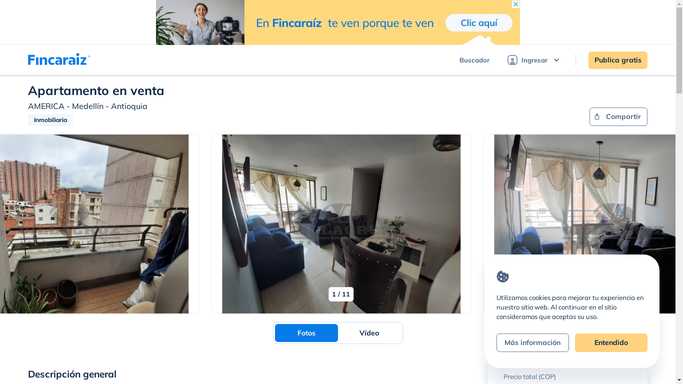 En Fincaraíz te ven porque te ven
Clic aquí
Fincaraiz
Buscador
Ingresar
Publica gratis
Apartamento en venta
AMERICA - Medellín - Antioquia
Inmobiliaria
Compartir
1 / 11
Fotos
Vídeo
Utilizamos cookies para mejorar tu experiencia en
nuestro sitio web. Al continuar en el sitio
consideramos que aceptas su uso.
Más información
Entendido
Descripción general
Precio total (COP)